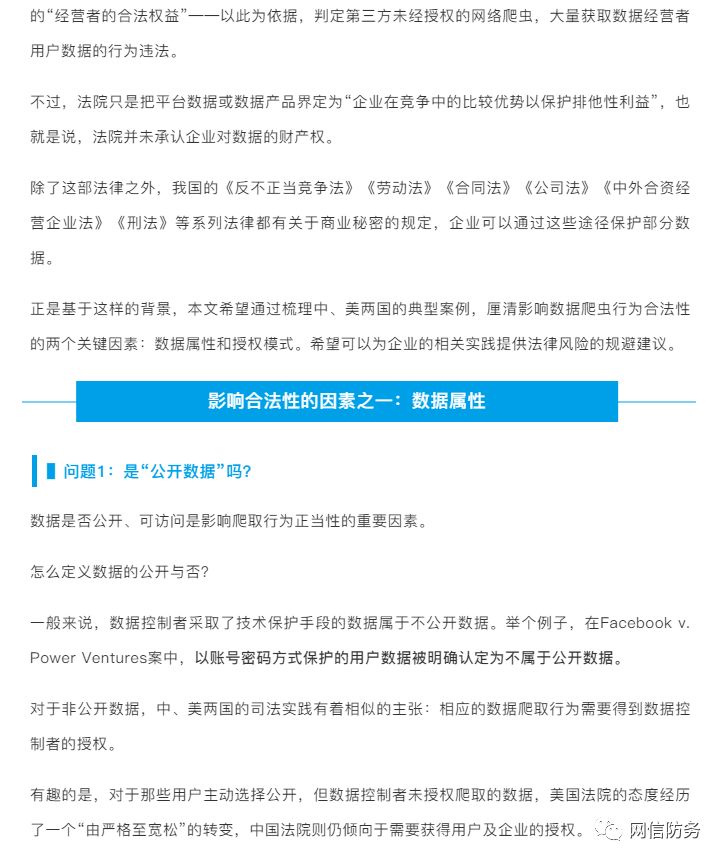 的“经营者的合法权益”——以此为依据，判定第三方未经授权的网络爬虫，大量获取数据经营者
用户数据的行为违法。
不过，法院只是把平台数据或数据产品界定为“企业在竞争中的比较优势以保护排他性利益”，也
就是说，法院并未承认企业对数据的财产权。
除了这部法律之外，我国的《反不正当竞争法》《劳动法》《合同法》《公司法》《中外合资经
营企业法》《刑法》等系列法律都有关于商业秘密的规定，企业可以通过这些途径保护部分数
据。
正是基于这样的背景，本文希望通过梳理中、美两国的典型案例，厘清影响数据爬虫行为合法性
的两个关键因素：数据属性和授权模式。希望可以为企业的相关实践提供法律风险的规避建议。
影响合法性的因素之一：数据属性
问题1：是“公开数据”吗？
数据是否公开、可访问是影响爬取行为正当性的重要因素。
怎么定义数据的公开与否？
一般来说，数据控制者采取了技术保护手段的数据属于不公开数据。举个例子，在Facebook v.
Power Ventures案中，以账号密码方式保护的用户数据被明确认定为不属于公开数据。
对于非公开数据，中、美两国的司法实践有着相似的主张：相应的数据爬取行为需要得到数据控
制者的授权。
有趣的是，对于那些用户主动选择公开，但数据控制者未授权爬取的数据，美国法院的态度经历
了一个“由严格至宽松”的转变，中国法院则仍倾向于需要获得用户及企业的授权。 网信防务